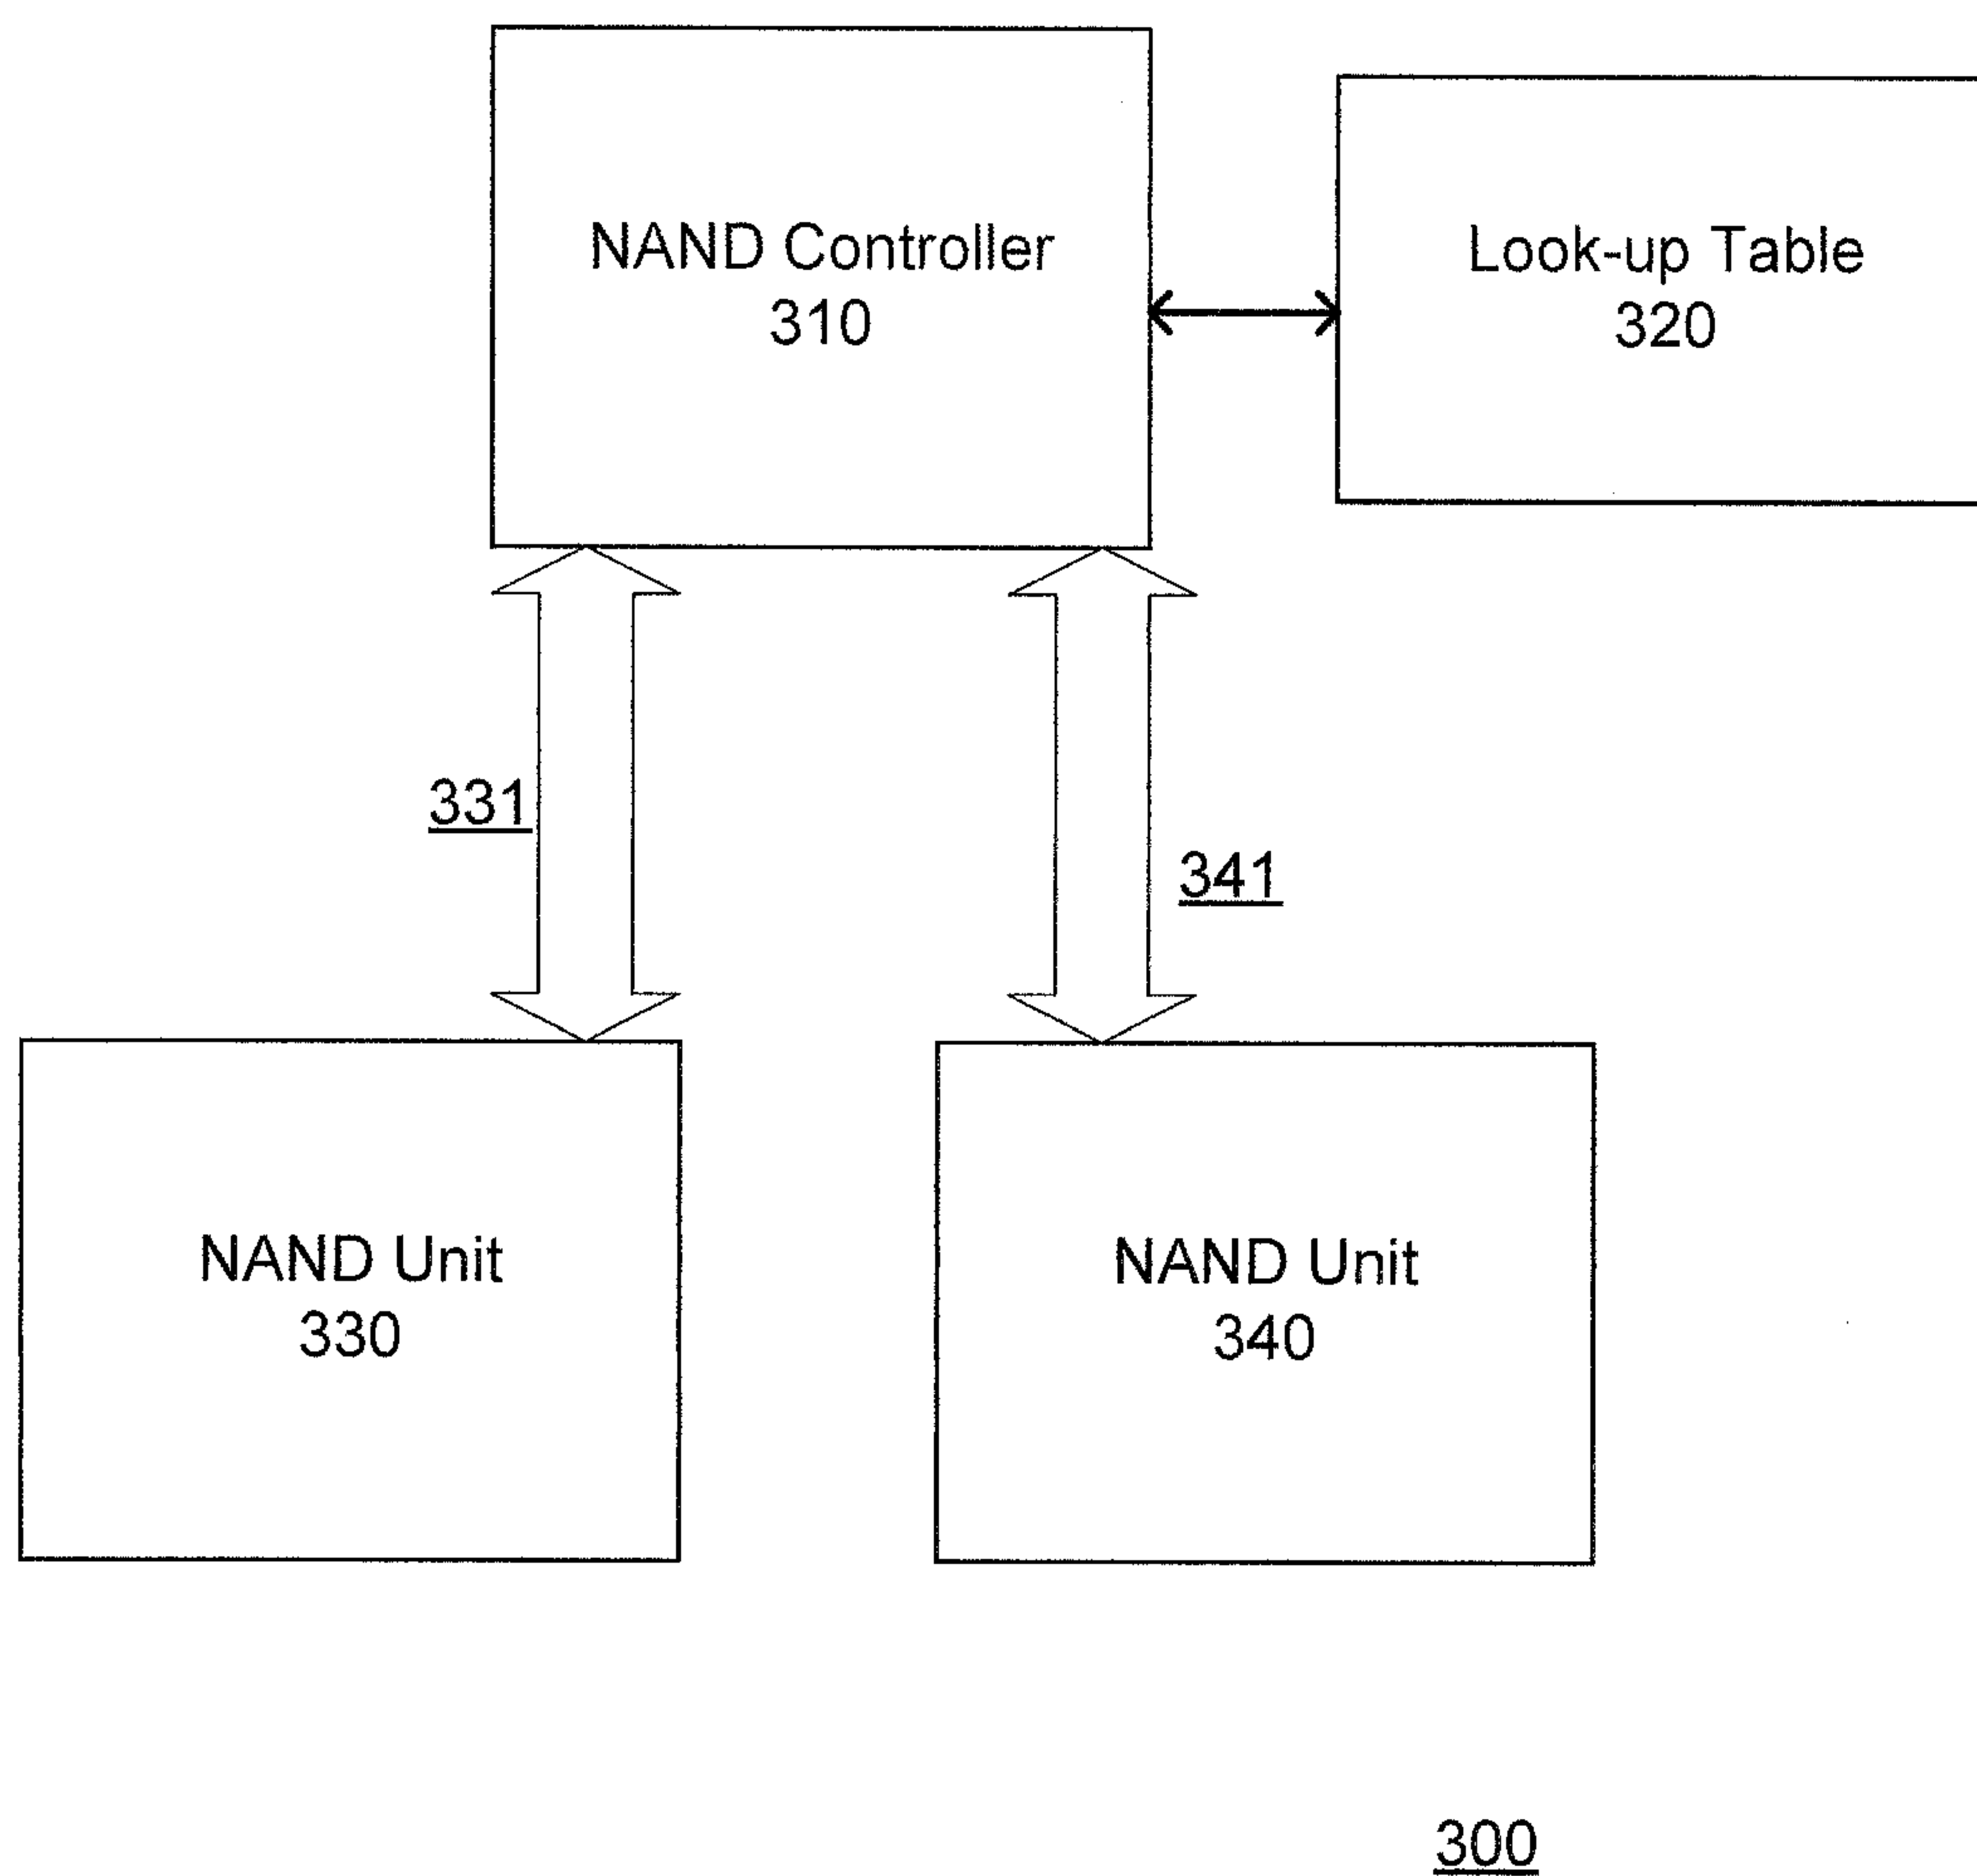 NAND Controller
310
Look-up Table
320
331
341
NAND Unit
330
NAND Unit
340
300